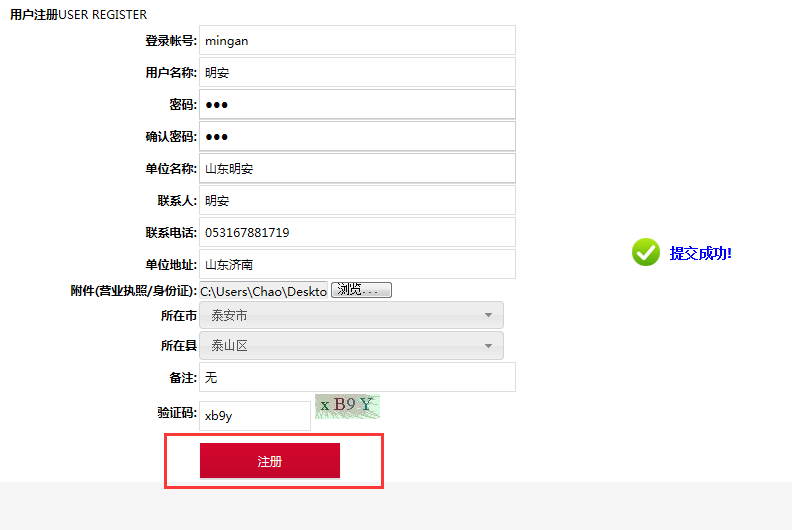 用户注册USER REGISTER
登录帐号: mingan
用户名称: 明安
密码: ●●●
确认密码: ●●●
单位名称: 山东明安
联系人: 明安
联系电话: 053167881719
提交成功!
单位地址: 山东济南
附件(营业执照/身份证): C:\Users\Chao\Deskto 浏览...
所在市 泰安市
所在县 泰山区
备注: 无
验证码: xb9y xB9Y
注册